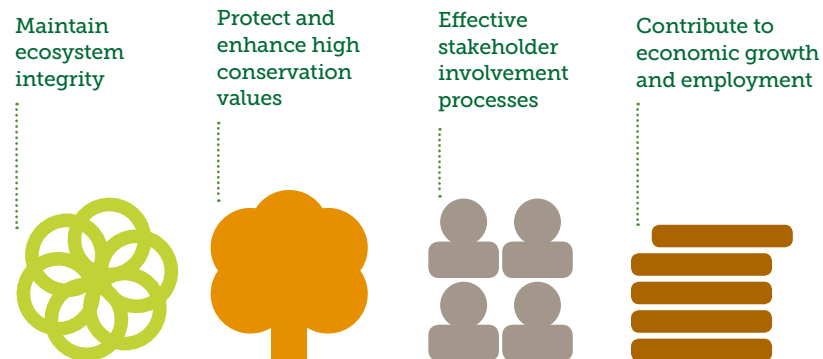 Maintain
ecosystem
integrity
Protect and
enhance high
conservation
values
Effective
stakeholder
involvement
processes
Contribute to
economic growth
and employment